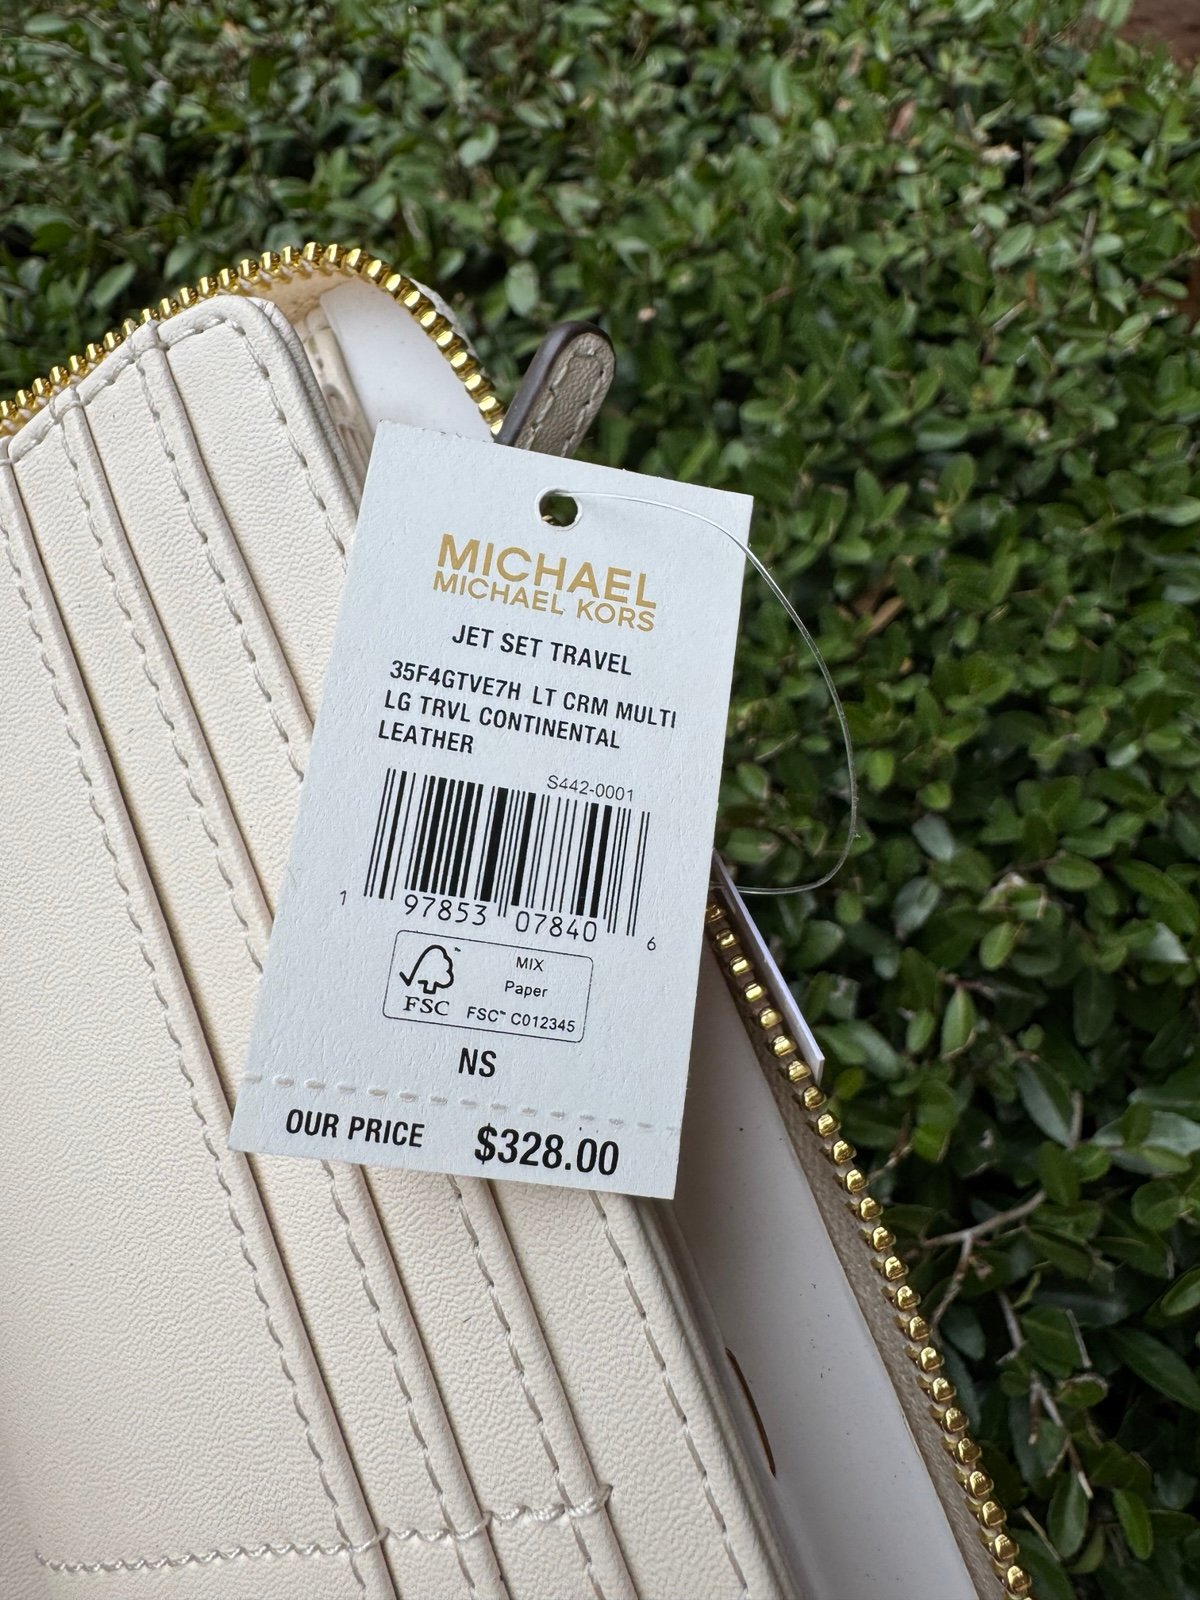 MICHAEL
MICHAEL KORS
JET SET TRAVEL
35F4GTVE7H LT CRM MULTI
LG TRVL CONTINENTAL
LEATHER
S442-0001
1 97853 07840 6
FSC™
MIX
Paper
FSC™ C012345
NS
OUR PRICE $328.00